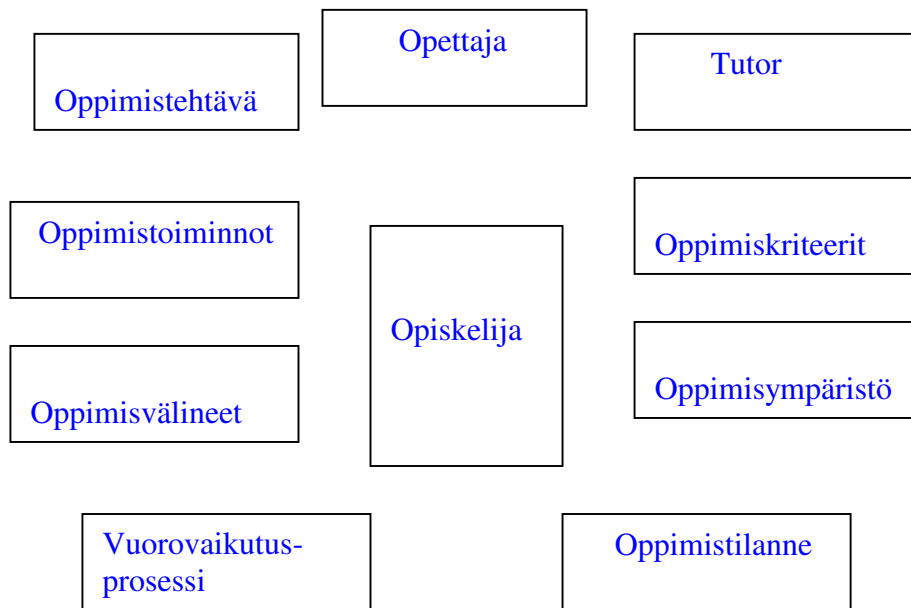 Opettaja
Tutor
Oppimistehtävä
Oppimistoiminnot
Oppimiskriteerit
Opiskelija
Oppimisympäristö
Oppimisvälineet
Vuorovaikutus-
prosessi
Oppimistilanne